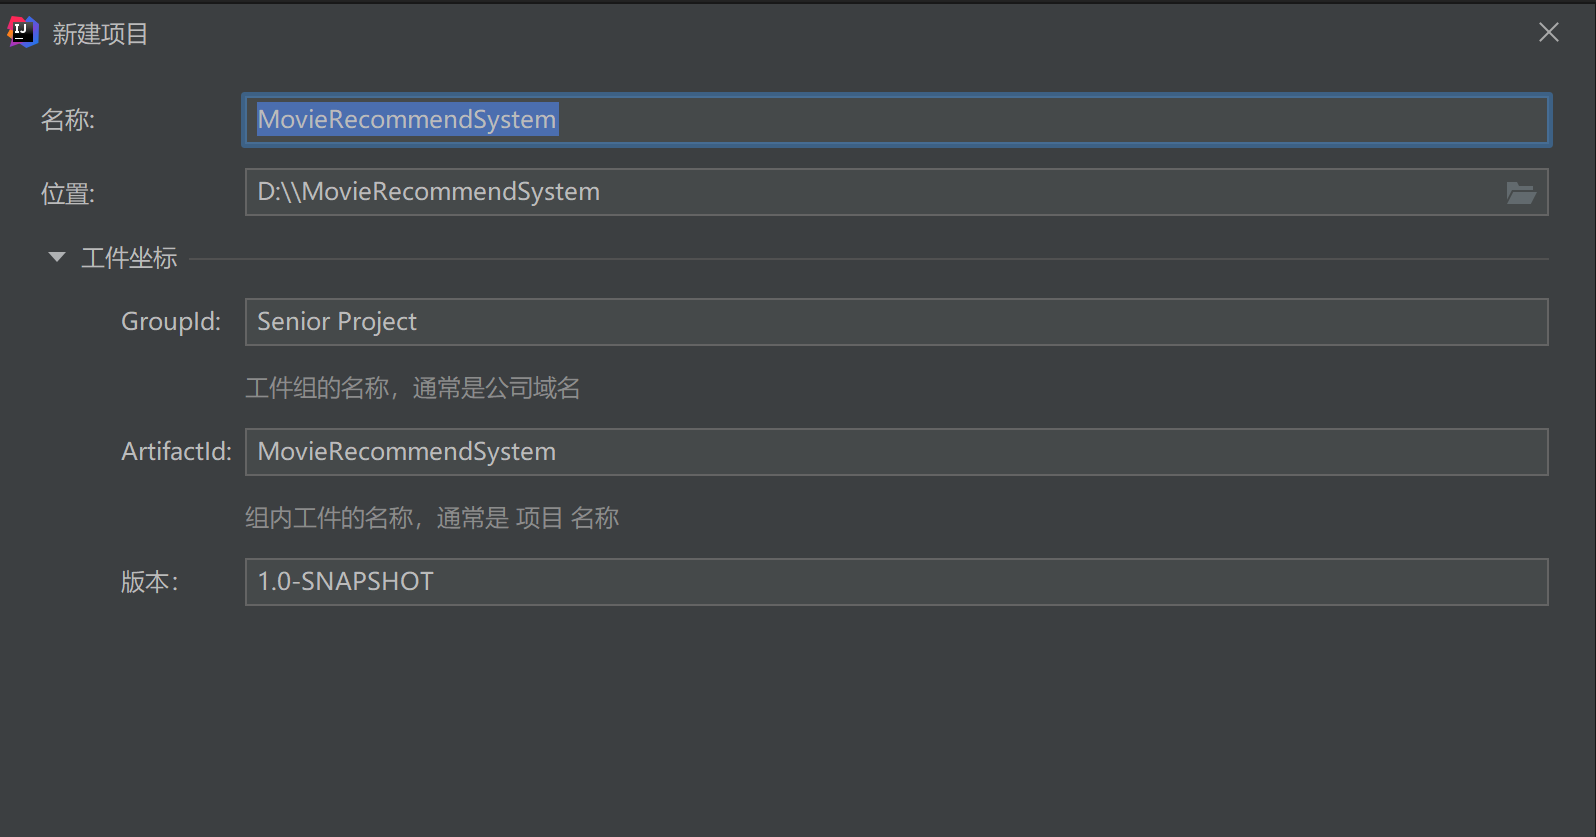 IJ
新建项目
名称:
MovieRecommendSystem
位置:
D:\\MovieRecommendSystem
工件坐标
GroupId:
Senior Project
工件组的名称，通常是公司域名
ArtifactId:
MovieRecommendSystem
组内工件的名称，通常是 项目 名称
版本：
1.0-SNAPSHOT